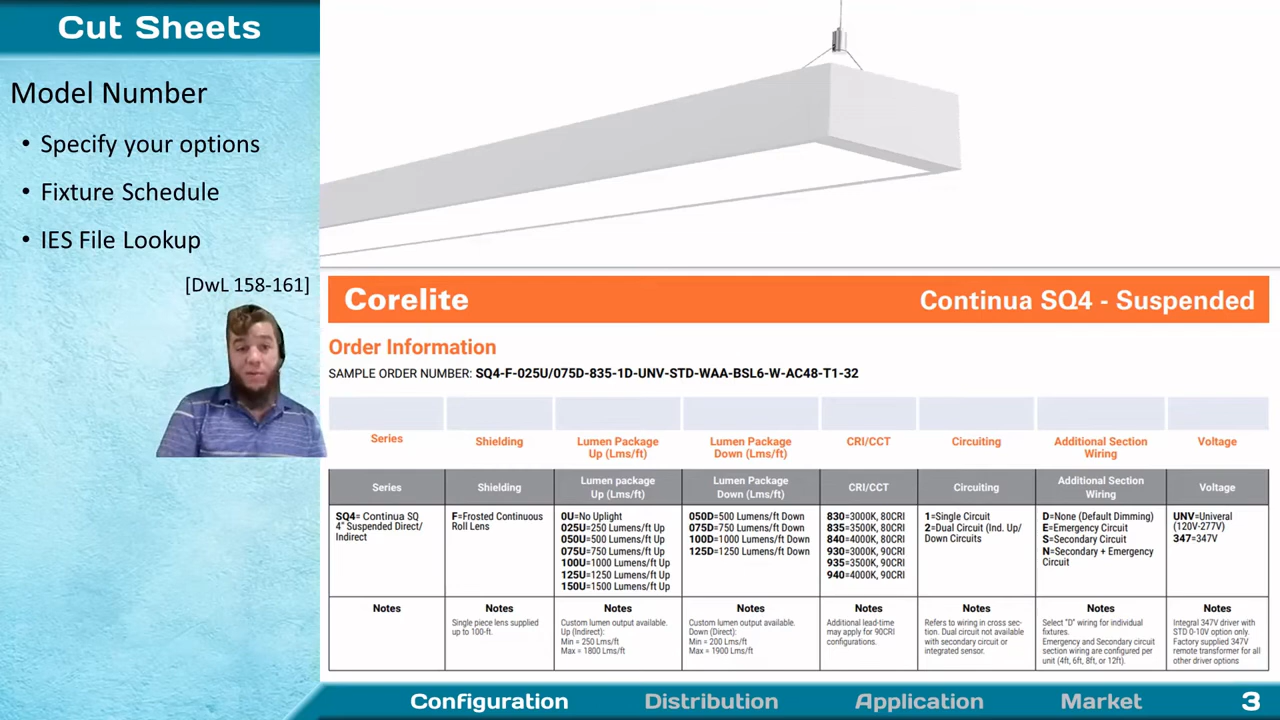 Cut Sheets
Model Number
• Specify your options
• Fixture Schedule
• IES File Lookup
[DwL 158-161]
Corelite
Continua SQ4 - Suspended
Order Information
SAMPLE ORDER NUMBER: SQ4-F-025U/075D-835-1D-UNV-STD-WAA-BSL6-W-AC48-T1-32
Series
Shielding
Lumen Package
Up (Lms/ft)
Lumen Package
Down (Lms/ft)
CRI/CCT
Circuiting
Additional Section
Wiring
Voltage
Series
Shielding
Lumen package
Up (Lms/ft)
Lumen Package
Down (Lms/ft)
CRI/CCT
Circuiting
Additional Section
Wiring
Voltage
SQ4= Continua SQ
4" Suspended Direct/
Indirect
F=Frosted Continuous
Roll Lens
0U=No Uplight
025U=250 Lumens/ft Up
050U=500 Lumens/ft Up
075U=750 Lumens/ft Up
100U=1000 Lumens/ft Up
125U=1250 Lumens/ft Up
150U=1500 Lumens/ft Up
050D=500 Lumens/ft Down
075D=750 Lumens/ft Down
100D=1000 Lumens/ft Down
125D=1250 Lumens/ft Down
830=3000K, 80CRI
835=3500K, 80CRI
840=4000K, 80CRI
930=3000K, 90CRI
935=3500K, 90CRI
940=4000K, 90CRI
1=Single Circuit
2=Dual Circuit (Ind. Up/
Down Circuits
D=None (Default Dimming)
E=Emergency Circuit
S=Secondary Circuit
N=Secondary + Emergency
Circuit
UNV=Univeral
(120V-277V)
347=347V
Notes
Notes
Single piece lens supplied
up to 100-ft.
Notes
Custom lumen output available.
Up (Indirect):
Min = 250 Lms/ft
Max = 1800 Lms/ft
Notes
Custom lumen output available.
Down (Direct):
Min = 200 Lms/ft
Max = 1900 Lms/ft
Notes
Additional lead-time
may apply for 90CRI
configurations.
Notes
Refers to wiring in cross sec-
tion. Dual circuit not available
with secondary circuit or
integrated sensor.
Notes
Select "D" wiring for individual
fixtures.
Emergency and Secondary circuit
section wiring are configured per
unit (4ft, 6ft, 8ft, or 12ft).
Notes
Integral 347V driver with
STD 0-10V option only.
Factory supplied 347V
remote transformer for all
other driver options
Configuration
Distribution
Application
Market
3